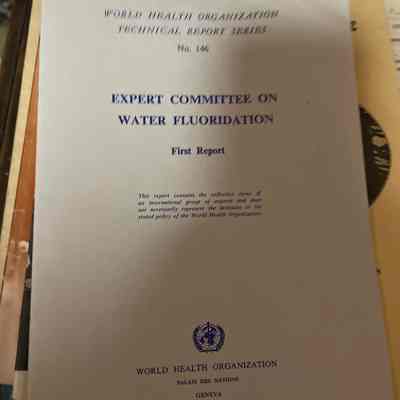 WORLD HEALTH ORGANIZATION
TECHNICAL REPORT SERIES
No. 146
EXPERT COMMITTEE ON
WATER FLUORIDATION
First Report
This report contains the collective views of
an international group of experts and does
not necessarily represent the decisions or the
stated policy of the World Health Organization.
WORLD HEALTH ORGANIZATION
PALAIS DES NATIONS
GENEVA